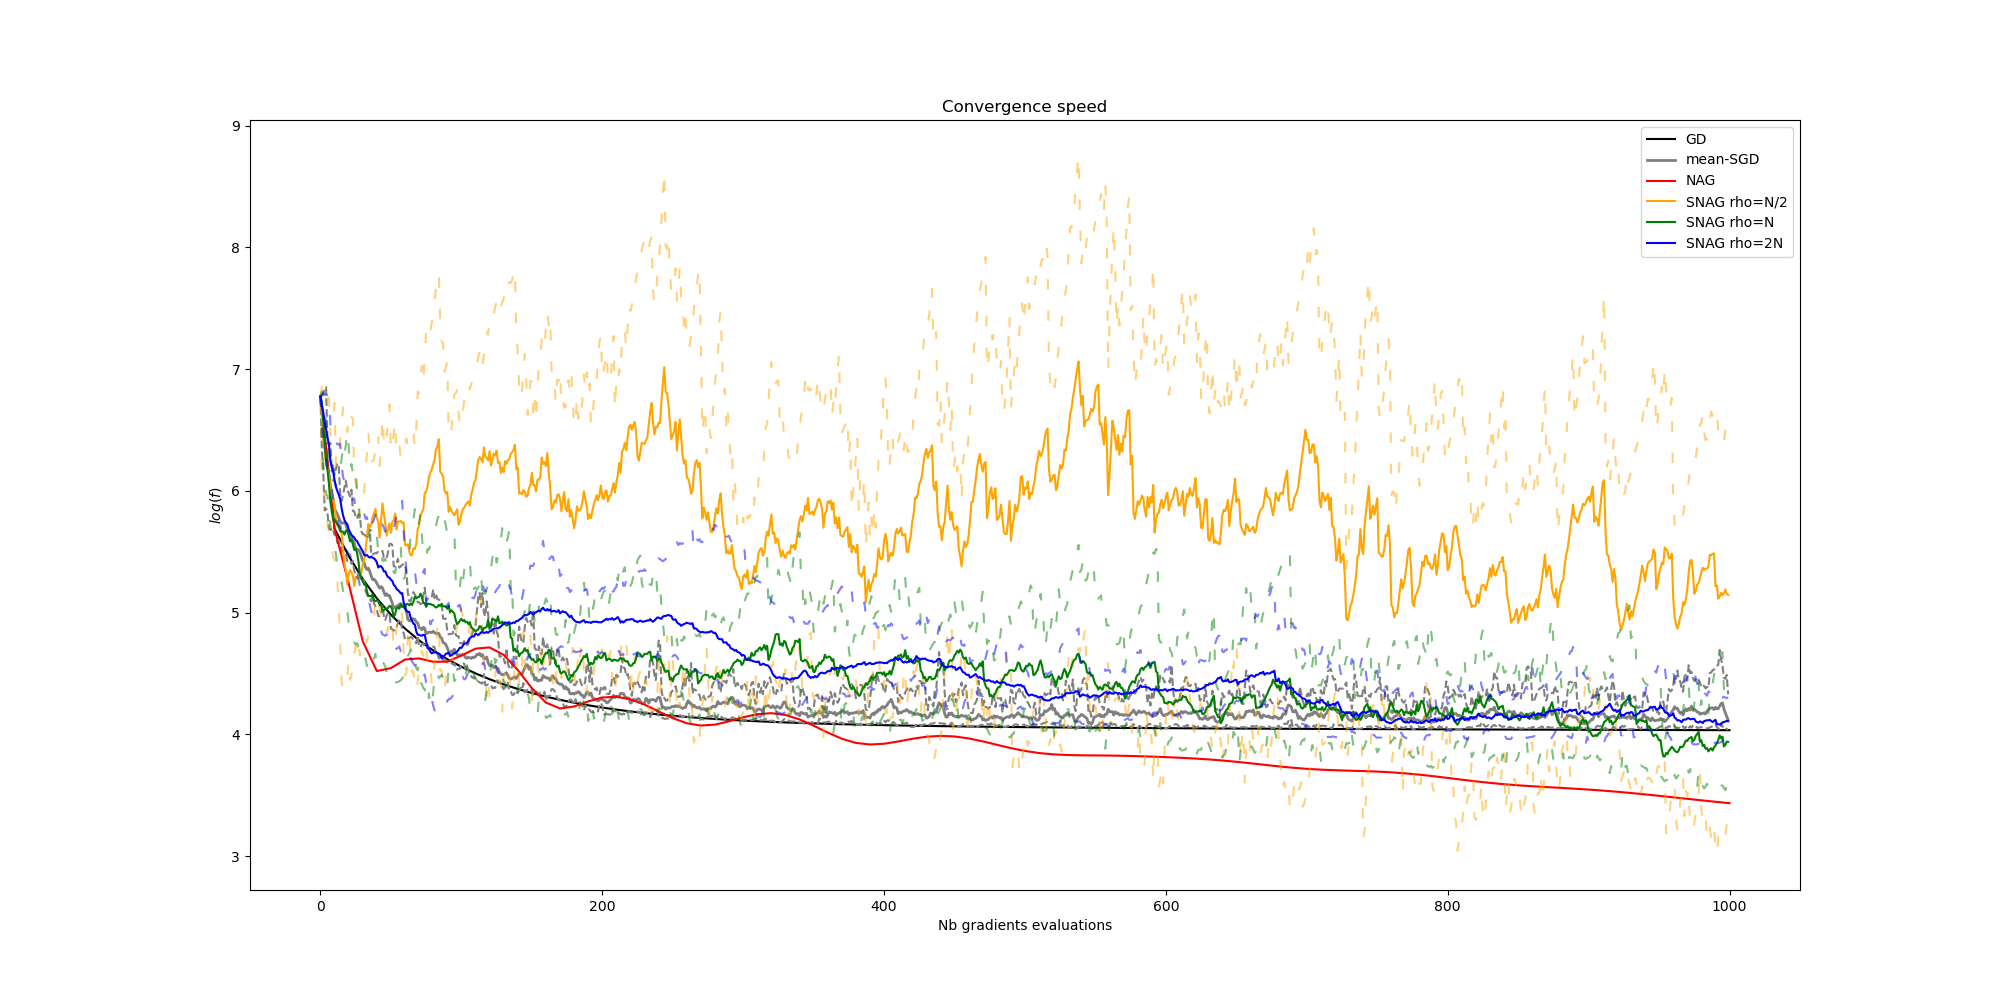 Convergence speed
9
8
7
6
5
4
3
log(f)
0
200
400
600
800
1000
Nb gradients evaluations
GD
mean-SGD
NAG
SNAG rho=N/2
SNAG rho=N
SNAG rho=2N